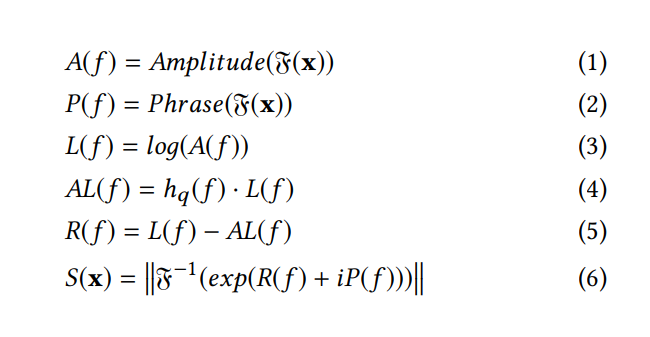 A(f) = Amplitude(𝔉(𝐱)) (1)
P(f) = Phrase(𝔉(𝐱)) (2)
L(f) = log(A(f)) (3)
AL(f) = h_q(f) · L(f) (4)
R(f) = L(f) − AL(f) (5)
S(𝐱) = ‖𝔉⁻¹(exp(R(f) + iP(f)))‖ (6)